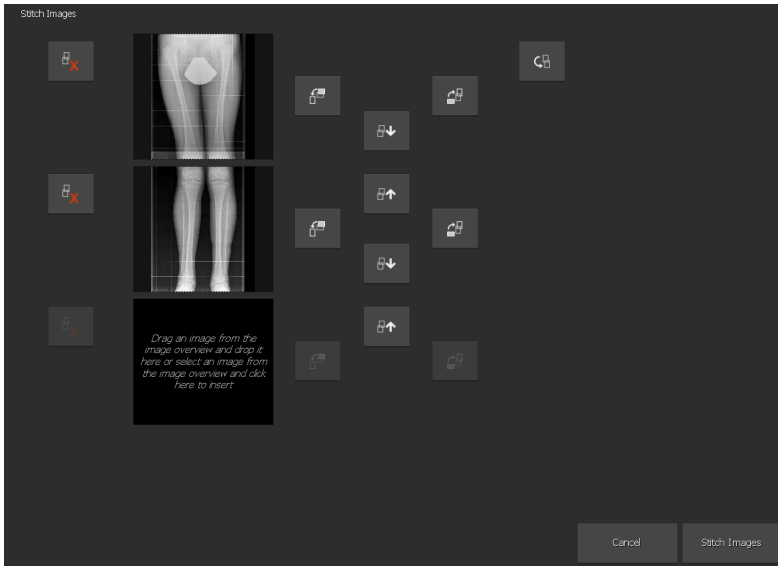 Stitch Images
Drag an image from the
image overview and drop it
here or select an image from
the image overview and click
here to insert
Cancel
Stitch Images